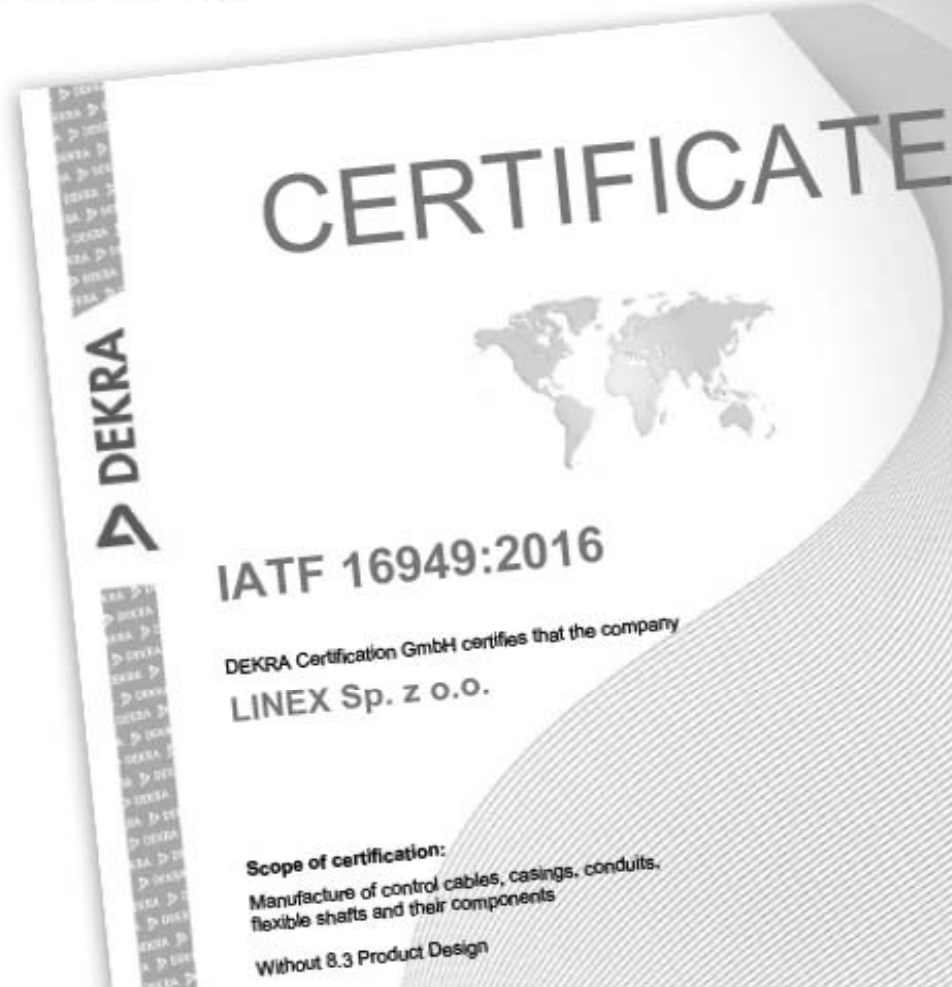 CERTIFICATE
DEKRA
IATF 16949:2016
DEKRA Certification GmbH certifies that the company
LINEX Sp. z o.o.
Scope of certification:
Manufacture of control cables, casings, conduits,
flexible shafts and their components
Without 8.3 Product Design